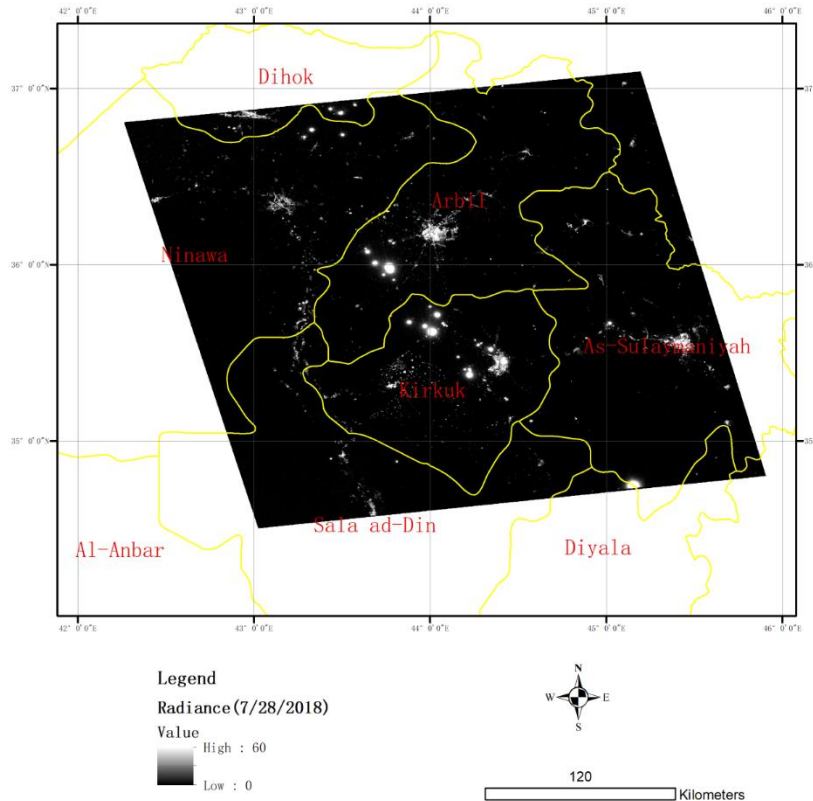 42° 0′0″E 43° 0′0″E 44° 0′0″E 45° 0′0″E 46° 0′0″E
Dihok
37° 0′0″N 37°
Arbil
Ninawa
36° 0′0″N 36°
As-Sulaymaniyah
Kirkuk
35° 0′0″N 35°
Sala ad-Din
Al-Anbar
Diyala
42° 0′0″E 43° 0′0″E 44° 0′0″E 45° 0′0″E 46° 0′0″E
Legend
Radiance(7/28/2018)
Value
High : 60
Low : 0
N
W E
S
120
Kilometers